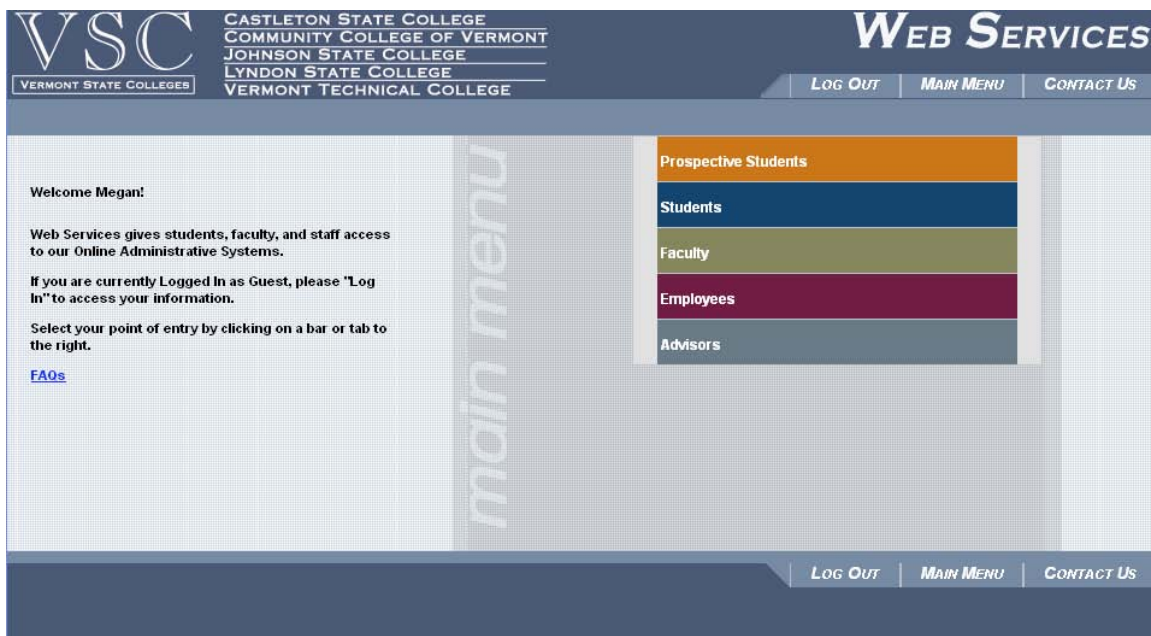 VSC
VERMONT STATE COLLEGES
CASTLETON STATE COLLEGE
COMMUNITY COLLEGE OF VERMONT
JOHNSON STATE COLLEGE
LYNDON STATE COLLEGE
VERMONT TECHNICAL COLLEGE
WEB SERVICES
LOG OUT MAIN MENU CONTACT US
Welcome Megan!
Web Services gives students, faculty, and staff access
to our Online Administrative Systems.
If you are currently Logged In as Guest, please "Log
In" to access your information.
Select your point of entry by clicking on a bar or tab to
the right.
FAQs
main menu
Prospective Students
Students
Faculty
Employees
Advisors
LOG OUT MAIN MENU CONTACT US